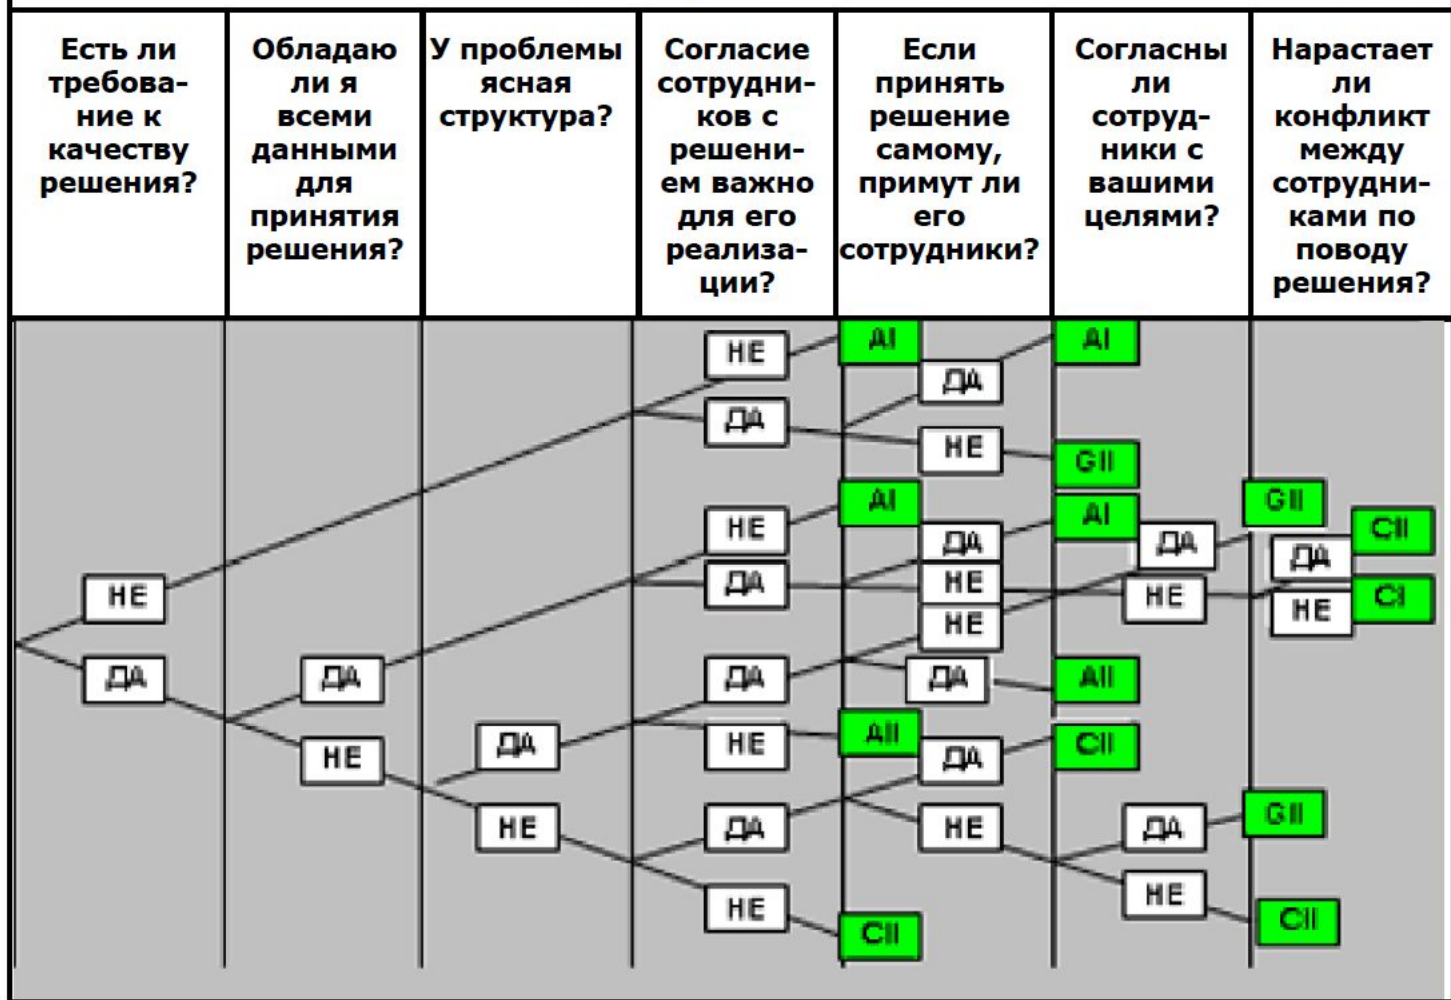 Есть ли
требова-
ние к
качеству
решения?
Обладаю
ли я
всеми
данными
для
принятия
решения?
У проблемы
ясная
структура?
Согласие
сотрудни-
ков с
решени-
ем важно
для его
реализа-
ции?
Если
принять
решение
самому,
примут ли
его
сотрудники?
Согласны
ли
сотруд-
ники с
вашими
целями?
Нарастает
ли
конфликт
между
сотрудни-
ками по
поводу
решения?
НЕ AI AI
ДА
ДА
НЕ
GII
AI GII
НЕ AI CII
ДА ДА ДА
ДА НЕ
НЕ НЕ CI
НЕ НЕ
ДА ДА ДА ДА AII
ДА НЕ AII CII
НЕ ДА
GII
НЕ ДА НЕ ДА
НЕ
НЕ CII
CII